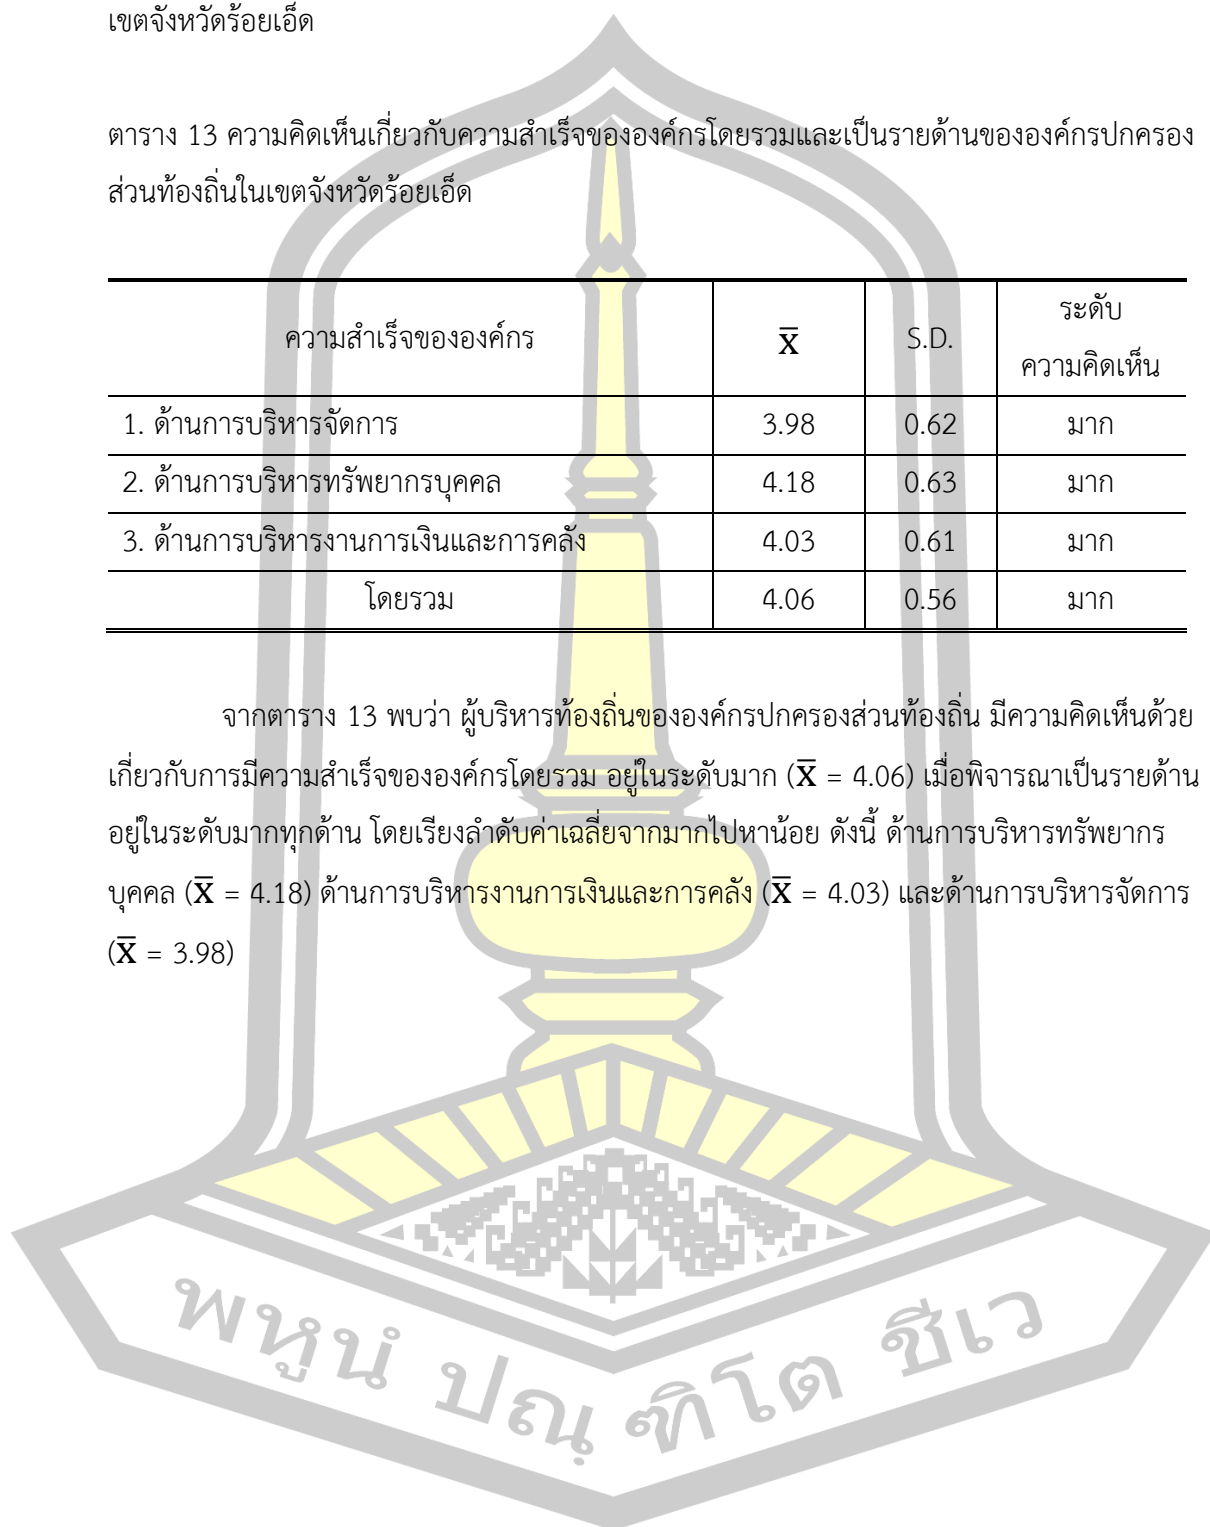 เขตจังหวัดร้อยเอ็ด
ตาราง 13 ความคิดเห็นเกี่ยวกับความสำเร็จขององค์กรโดยรวมและเป็นรายด้านขององค์กรปกครอง
ส่วนท้องถิ่นในเขตจังหวัดร้อยเอ็ด
ความสำเร็จขององค์กร X̅ S.D. ระดับ
ความคิดเห็น
1. ด้านการบริหารจัดการ 3.98 0.62 มาก
2. ด้านการบริหารทรัพยากรบุคคล 4.18 0.63 มาก
3. ด้านการบริหารงานการเงินและการคลัง 4.03 0.61 มาก
โดยรวม 4.06 0.56 มาก
จากตาราง 13 พบว่า ผู้บริหารท้องถิ่นขององค์กรปกครองส่วนท้องถิ่น มีความคิดเห็นด้วย
เกี่ยวกับการมีความสำเร็จขององค์กรโดยรวม อยู่ในระดับมาก (X̅ = 4.06) เมื่อพิจารณาเป็นรายด้าน
อยู่ในระดับมากทุกด้าน โดยเรียงลำดับค่าเฉลี่ยจากมากไปหาน้อย ดังนี้ ด้านการบริหารทรัพยากร
บุคคล (X̅ = 4.18) ด้านการบริหารงานการเงินและการคลัง (X̅ = 4.03) และด้านการบริหารจัดการ
(X̅ = 3.98)
พหูนํ ปณฺฑิโต ชีเว